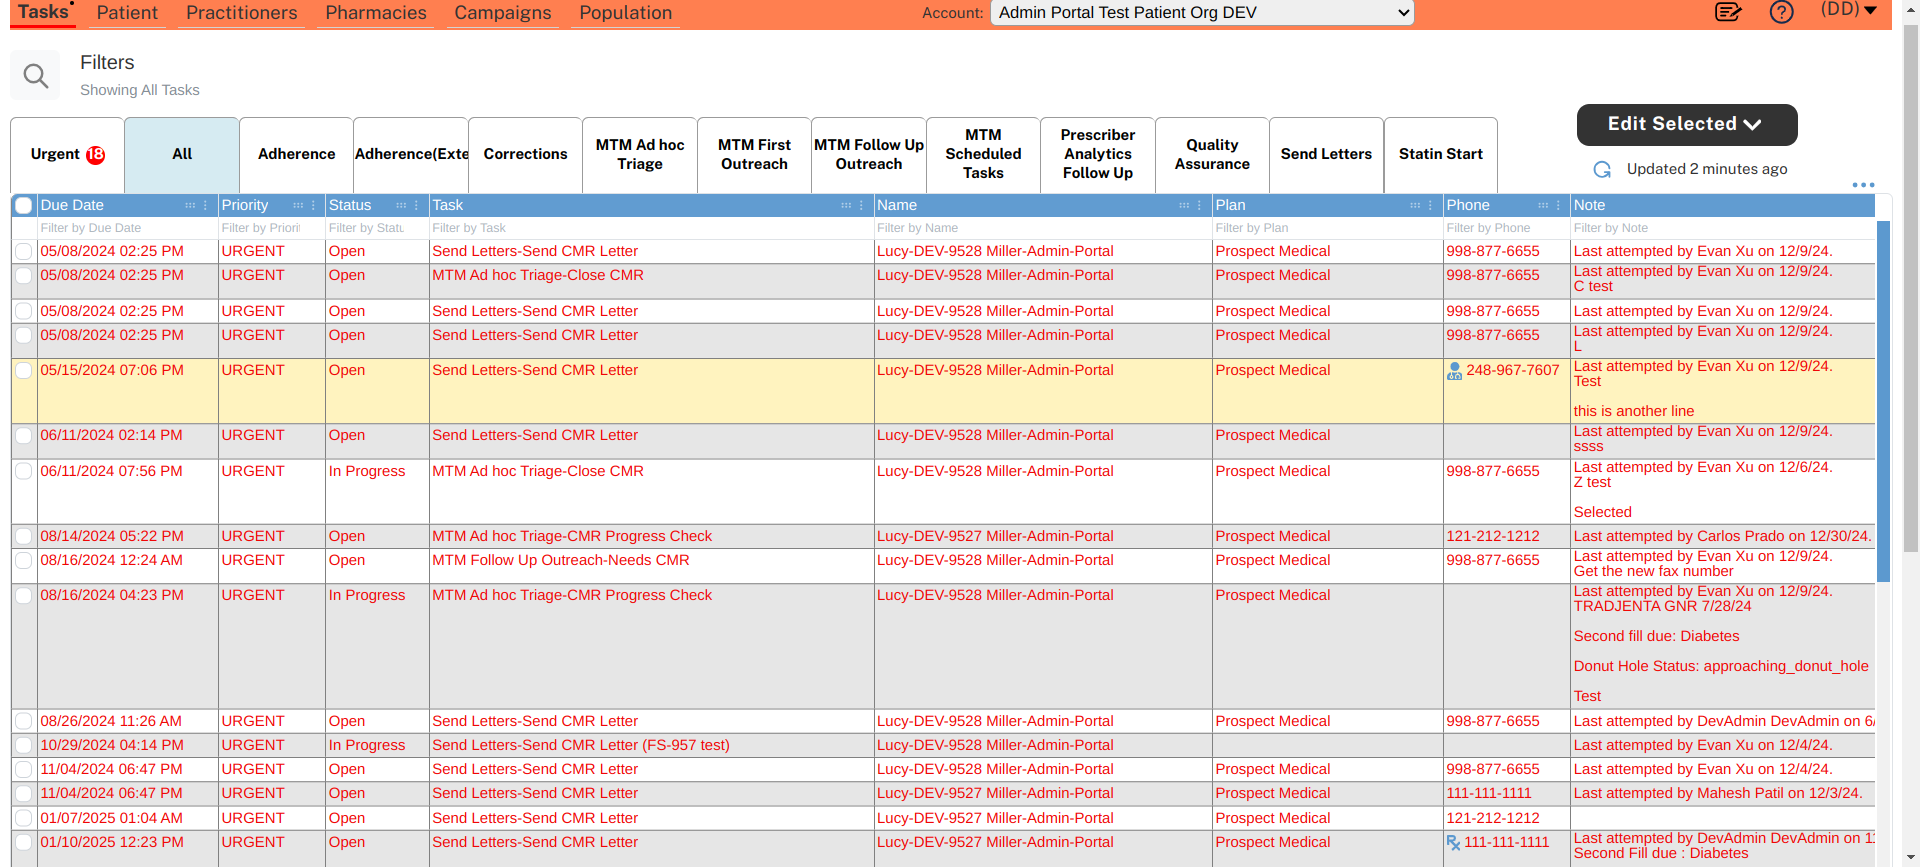 Tasks Patient Practitioners Pharmacies Campaigns Population Account: Admin Portal Test Patient Org DEV (DD)
Filters
Showing All Tasks
Urgent 18 All Adherence Adherence(Exte Corrections MTM Ad hoc Triage MTM First Outreach MTM Follow Up Outreach MTM Scheduled Tasks Prescriber Analytics Follow Up Quality Assurance Send Letters Statin Start
Edit Selected
Updated 2 minutes ago
Due Date Priority Status Task Name Plan Phone Note
Filter by Due Date Filter by Priorit Filter by Statu Filter by Task Filter by Name Filter by Plan Filter by Phone Filter by Note
05/08/2024 02:25 PM URGENT Open Send Letters-Send CMR Letter Lucy-DEV-9528 Miller-Admin-Portal Prospect Medical 998-877-6655 Last attempted by Evan Xu on 12/9/24.
05/08/2024 02:25 PM URGENT Open MTM Ad hoc Triage-Close CMR Lucy-DEV-9528 Miller-Admin-Portal Prospect Medical 998-877-6655 Last attempted by Evan Xu on 12/9/24.
C test
05/08/2024 02:25 PM URGENT Open Send Letters-Send CMR Letter Lucy-DEV-9528 Miller-Admin-Portal Prospect Medical 998-877-6655 Last attempted by Evan Xu on 12/9/24.
05/08/2024 02:25 PM URGENT Open Send Letters-Send CMR Letter Lucy-DEV-9528 Miller-Admin-Portal Prospect Medical 998-877-6655 Last attempted by Evan Xu on 12/9/24.
L
05/15/2024 07:06 PM URGENT Open Send Letters-Send CMR Letter Lucy-DEV-9528 Miller-Admin-Portal Prospect Medical 248-967-7607 Last attempted by Evan Xu on 12/9/24.
Test
this is another line
06/11/2024 02:14 PM URGENT Open Send Letters-Send CMR Letter Lucy-DEV-9528 Miller-Admin-Portal Prospect Medical Last attempted by Evan Xu on 12/9/24.
ssss
06/11/2024 07:56 PM URGENT In Progress MTM Ad hoc Triage-Close CMR Lucy-DEV-9528 Miller-Admin-Portal Prospect Medical 998-877-6655 Last attempted by Evan Xu on 12/6/24.
Z test
Selected
08/14/2024 05:22 PM URGENT Open MTM Ad hoc Triage-CMR Progress Check Lucy-DEV-9527 Miller-Admin-Portal Prospect Medical 121-212-1212 Last attempted by Carlos Prado on 12/30/24.
08/16/2024 12:24 AM URGENT Open MTM Follow Up Outreach-Needs CMR Lucy-DEV-9528 Miller-Admin-Portal Prospect Medical 998-877-6655 Last attempted by Evan Xu on 12/9/24.
Get the new fax number
08/16/2024 04:23 PM URGENT In Progress MTM Ad hoc Triage-CMR Progress Check Lucy-DEV-9528 Miller-Admin-Portal Prospect Medical Last attempted by Evan Xu on 12/9/24.
TRADJENTA GNR 7/28/24
Second fill due: Diabetes
Donut Hole Status: approaching_donut_hole
Test
08/26/2024 11:26 AM URGENT Open Send Letters-Send CMR Letter Lucy-DEV-9528 Miller-Admin-Portal Prospect Medical 998-877-6655 Last attempted by DevAdmin DevAdmin on 6/
10/29/2024 04:14 PM URGENT In Progress Send Letters-Send CMR Letter (FS-957 test) Lucy-DEV-9528 Miller-Admin-Portal Last attempted by Evan Xu on 12/4/24.
11/04/2024 06:47 PM URGENT Open Send Letters-Send CMR Letter Lucy-DEV-9528 Miller-Admin-Portal Prospect Medical 998-877-6655 Last attempted by Evan Xu on 12/4/24.
11/04/2024 06:47 PM URGENT Open Send Letters-Send CMR Letter Lucy-DEV-9527 Miller-Admin-Portal Prospect Medical 111-111-1111 Last attempted by Mahesh Patil on 12/3/24.
01/07/2025 01:04 AM URGENT Open Send Letters-Send CMR Letter Lucy-DEV-9527 Miller-Admin-Portal Prospect Medical 121-212-1212
01/10/2025 12:23 PM URGENT Open Send Letters-Send CMR Letter Lucy-DEV-9527 Miller-Admin-Portal Prospect Medical 111-111-1111 Last attempted by DevAdmin DevAdmin on 11
Second Fill due : Diabetes